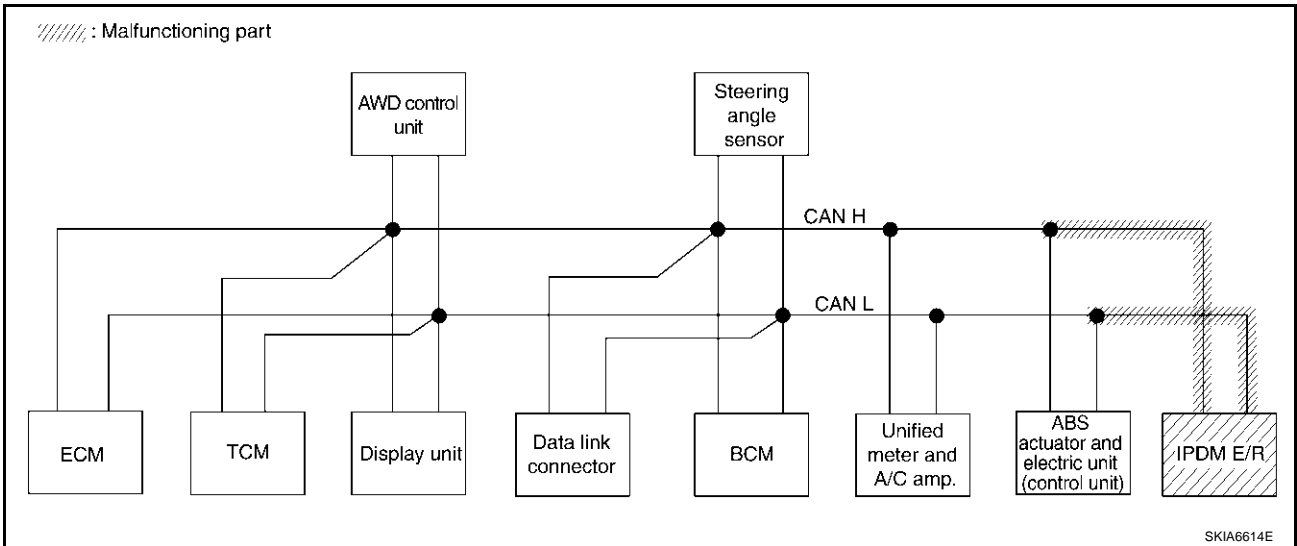 : Malfunctioning part
AWD control
unit
Steering
angle
sensor
CAN H
CAN L
ECM
TCM
Display unit
Data link
connector
BCM
Unified
meter and
A/C amp.
ABS
actuator and
electric unit
(control unit)
IPDM E/R
SKIA6614E